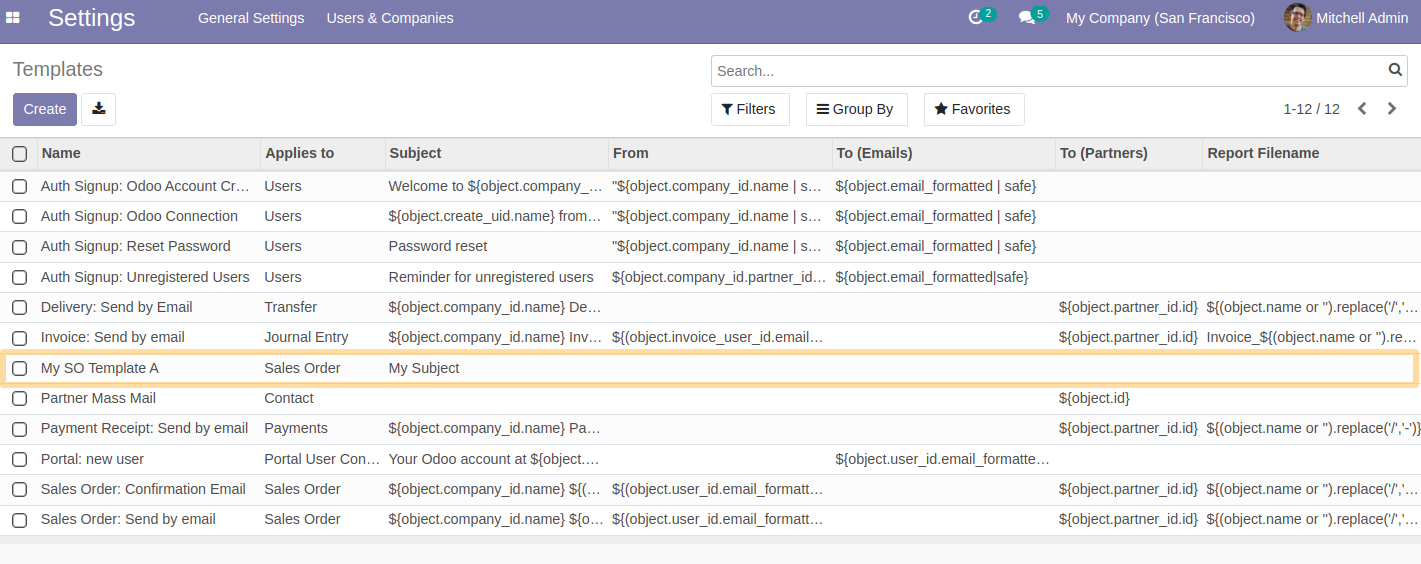 Settings General Settings Users & Companies 2 5 My Company (San Francisco) Mitchell Admin
Templates Search...
Create Filters Group By Favorites 1-12 / 12
Name Applies to Subject From To (Emails) To (Partners) Report Filename
Auth Signup: Odoo Account Cr… Users Welcome to ${object.company_… "${object.company_id.name | s… ${object.email_formatted | safe}
Auth Signup: Odoo Connection Users ${object.create_uid.name} from… "${object.company_id.name | s… ${object.email_formatted | safe}
Auth Signup: Reset Password Users Password reset "${object.company_id.name | s… ${object.email_formatted | safe}
Auth Signup: Unregistered Users Users Reminder for unregistered users ${object.company_id.partner_id… ${object.email_formatted|safe}
Delivery: Send by Email Transfer ${object.company_id.name} De… ${object.partner_id.id} ${(object.name or '').replace('/','…
Invoice: Send by email Journal Entry ${object.company_id.name} Inv… ${(object.invoice_user_id.email… ${object.partner_id.id} Invoice_${(object.name or '').re…
My SO Template A Sales Order My Subject
Partner Mass Mail Contact ${object.id}
Payment Receipt: Send by email Payments ${object.company_id.name} Pa… ${object.partner_id.id} ${(object.name or '').replace('/','-')}
Portal: new user Portal User Con… Your Odoo account at ${object.… ${object.user_id.email_formatte…
Sales Order: Confirmation Email Sales Order ${object.company_id.name} ${(… ${(object.user_id.email_formatt… ${object.partner_id.id} ${(object.name or '').replace('/','…
Sales Order: Send by email Sales Order ${object.company_id.name} ${o… ${(object.user_id.email_formatt… ${object.partner_id.id} ${(object.name or '').replace('/','…